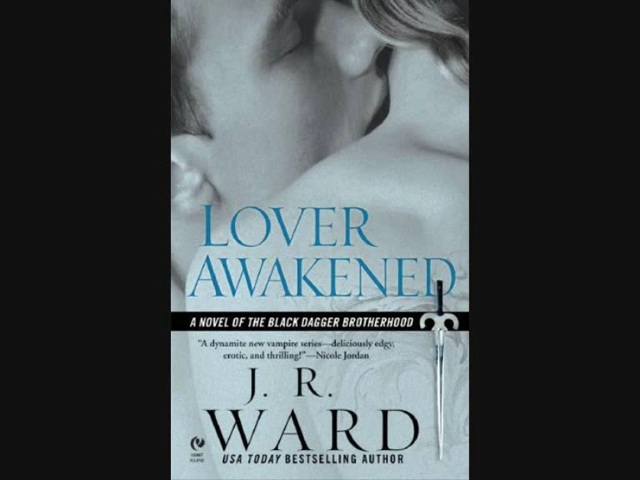 LOVER
AWAKENED
A NOVEL OF THE BLACK DAGGER BROTHERHOOD
"A dynamite new vampire series—deliciously edgy,
erotic, and thrilling!"—Nicole Jordan
J. R.
WARD
USA TODAY BESTSELLING AUTHOR